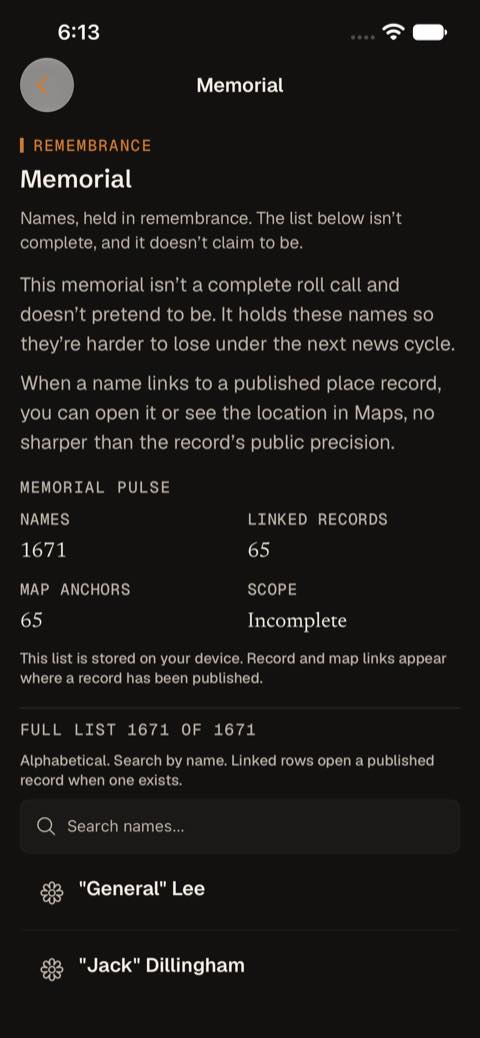 6:13
Memorial
REMEMBRANCE
Memorial
Names, held in remembrance. The list below isn’t
complete, and it doesn’t claim to be.
This memorial isn’t a complete roll call and
doesn’t pretend to be. It holds these names so
they’re harder to lose under the next news cycle.
When a name links to a published place record,
you can open it or see the location in Maps, no
sharper than the record’s public precision.
MEMORIAL PULSE
NAMES
1671
LINKED RECORDS
65
MAP ANCHORS
65
SCOPE
Incomplete
This list is stored on your device. Record and map links appear
where a record has been published.
FULL LIST 1671 OF 1671
Alphabetical. Search by name. Linked rows open a published
record when one exists.
Search names...
"General" Lee
"Jack" Dillingham